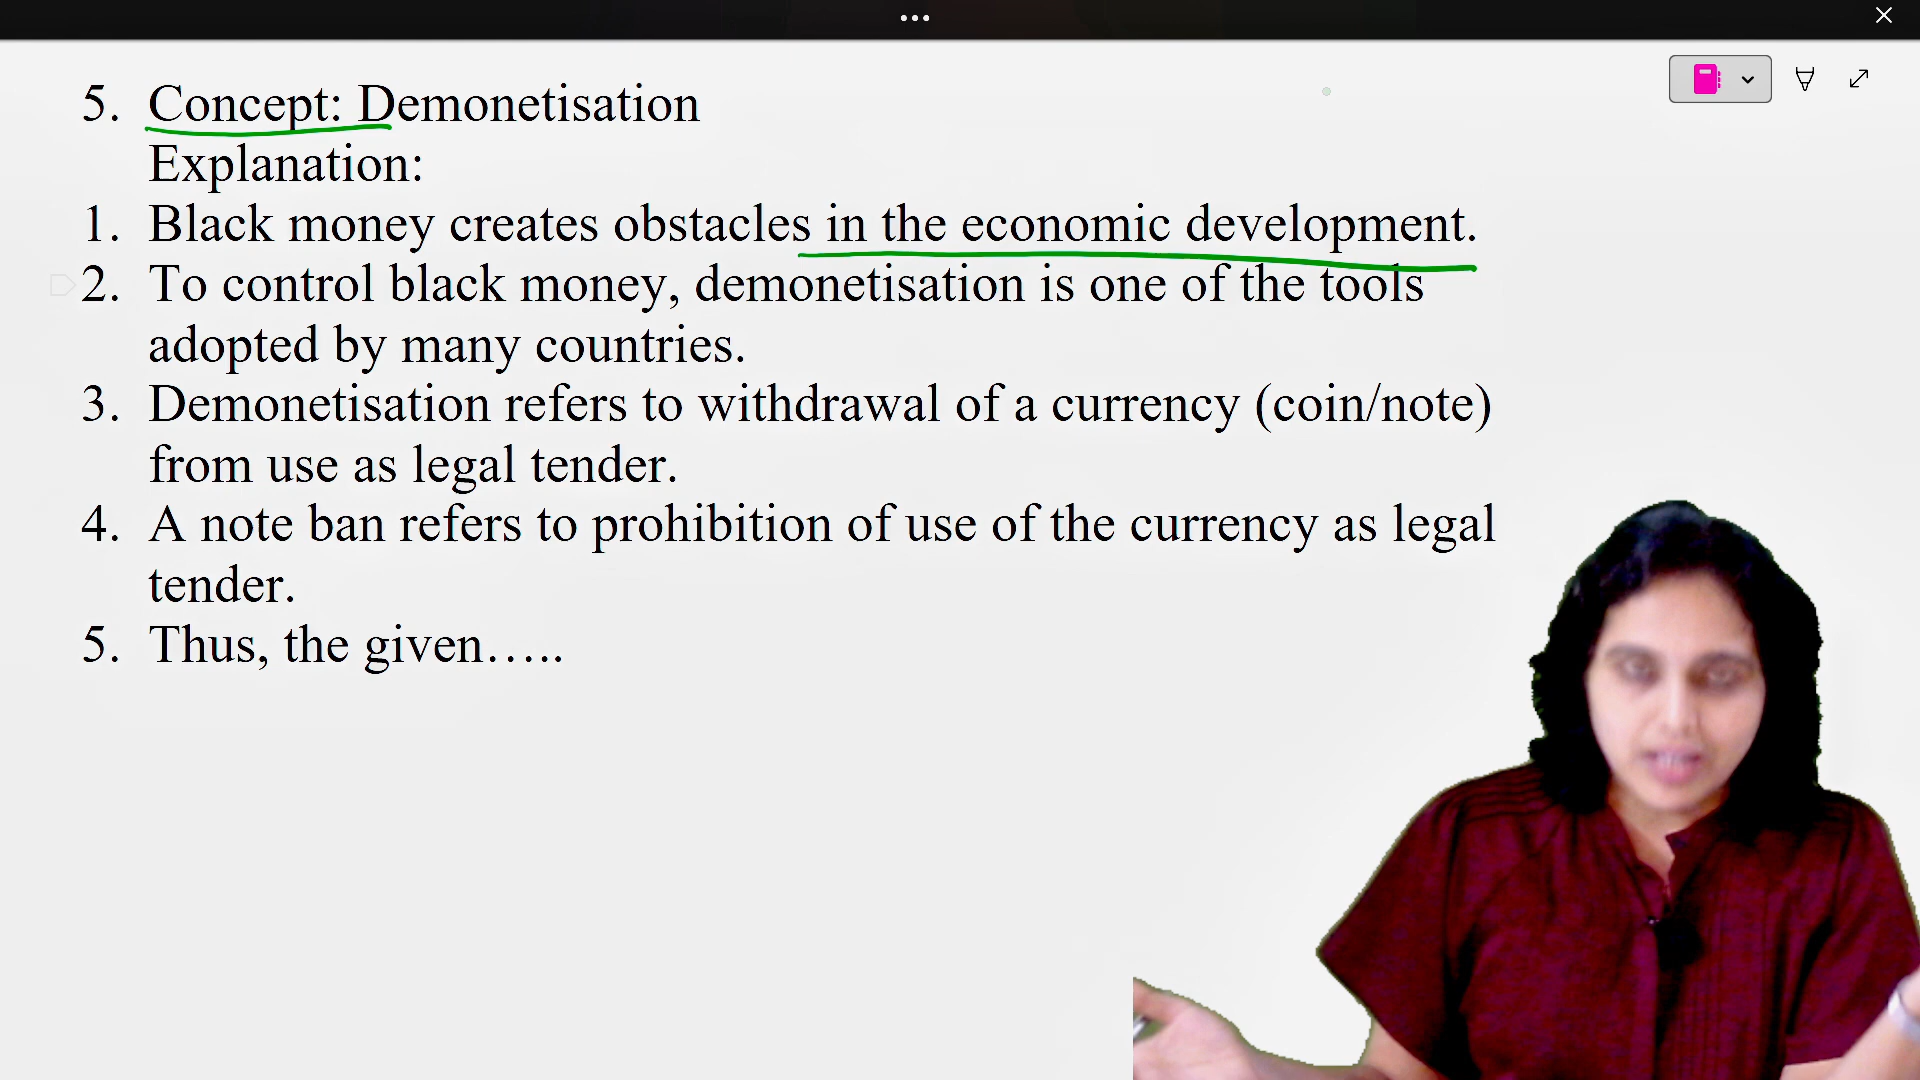 5. Concept: Demonetisation
Explanation:
1. Black money creates obstacles in the economic development.
2. To control black money, demonetisation is one of the tools
adopted by many countries.
3. Demonetisation refers to withdrawal of a currency (coin/note)
from use as legal tender.
4. A note ban refers to prohibition of use of the currency as legal
tender.
5. Thus, the given…..